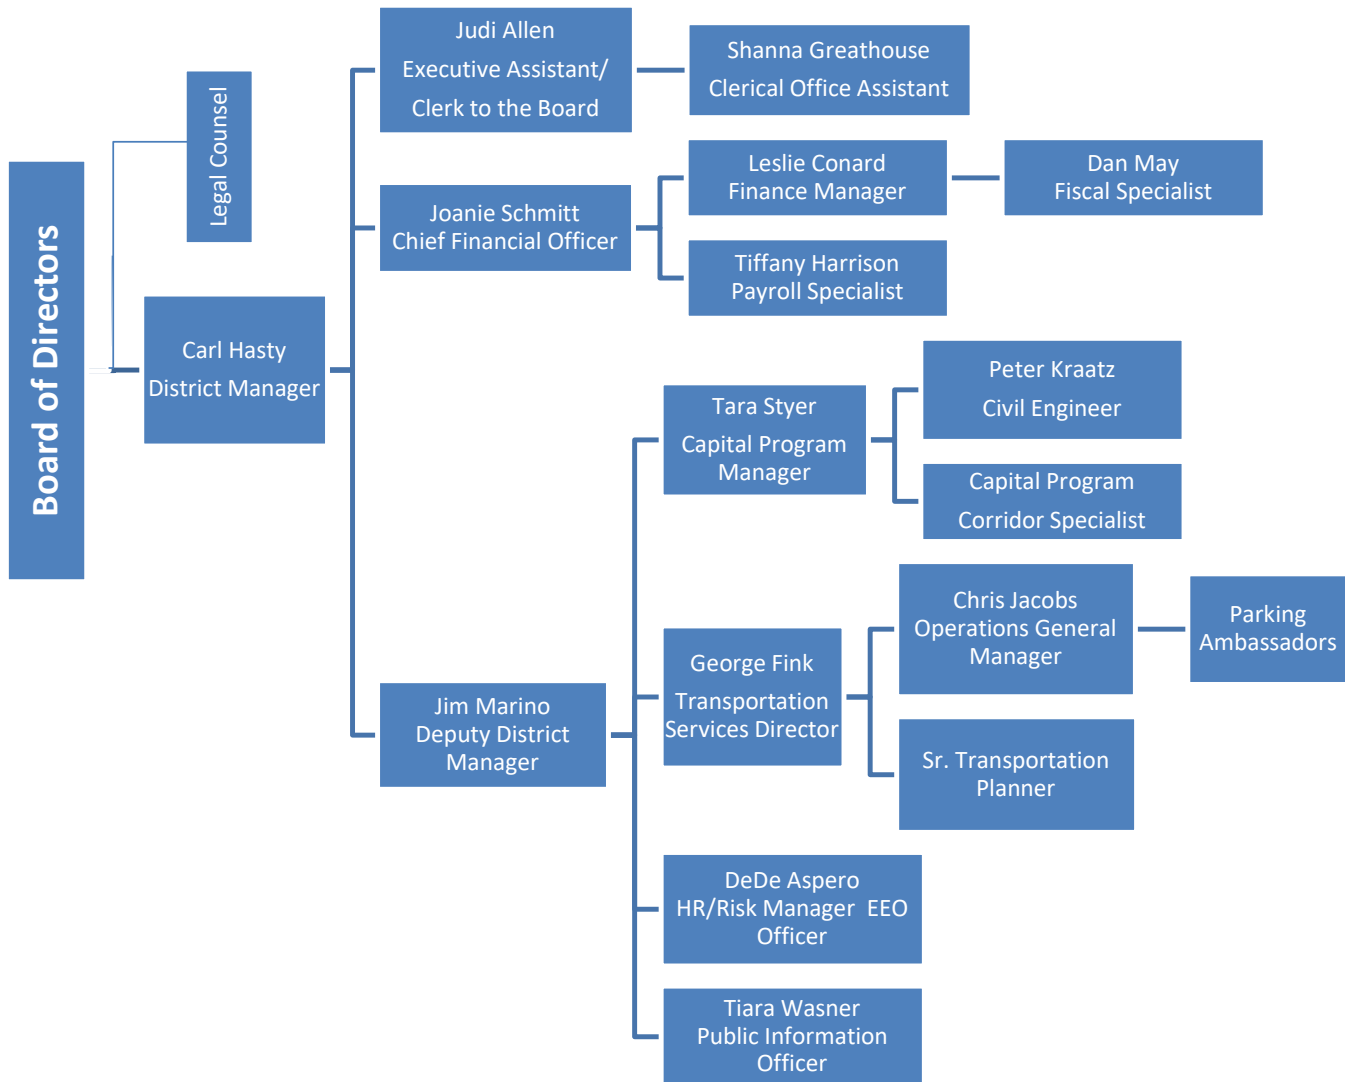 Board of Directors
Legal Counsel
Carl Hasty
District Manager
Judi Allen
Executive Assistant/
Clerk to the Board
Shanna Greathouse
Clerical Office Assistant
Joanie Schmitt
Chief Financial Officer
Leslie Conard
Finance Manager
Dan May
Fiscal Specialist
Tiffany Harrison
Payroll Specialist
Jim Marino
Deputy District
Manager
Tara Styer
Capital Program
Manager
Peter Kraatz
Civil Engineer
Capital Program
Corridor Specialist
George Fink
Transportation
Services Director
Chris Jacobs
Operations General
Manager
Parking
Ambassadors
Sr. Transportation
Planner
DeDe Aspero
HR/Risk Manager  EEO
Officer
Tiara Wasner
Public Information
Officer